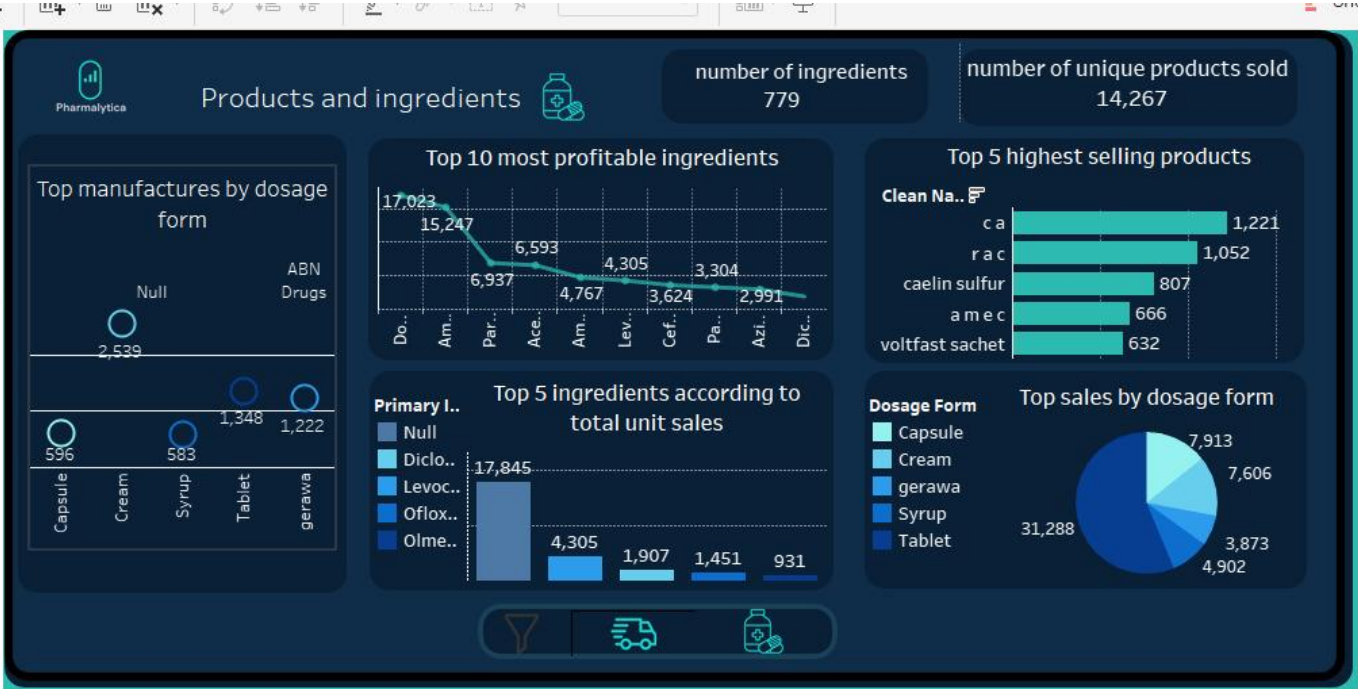 Pharmalytica
Products and ingredients
number of ingredients
779
number of unique products sold
14,267
Top manufactures by dosage
form
Null
ABN
Drugs
2,539
1,348
1,222
596
583
Capsule
Cream
Syrup
Tablet
gerawa
Top 10 most profitable ingredients
17,023
15,247
6,937
6,593
4,767
4,305
3,624
3,304
2,991
Do..
Am..
Par..
Ace..
Am..
Lev..
Cef..
Pa..
Azi..
Dic..
Top 5 highest selling products
Clean Na..
c a
1,221
r a c
1,052
caelin sulfur
807
a m e c
666
voltfast sachet
632
Top 5 ingredients according to
total unit sales
Primary I..
Null
Diclo..
Levoc..
Oflox..
Olme..
17,845
4,305
1,907
1,451
931
Top sales by dosage form
Dosage Form
Capsule
Cream
gerawa
Syrup
Tablet
7,913
7,606
3,873
4,902
31,288